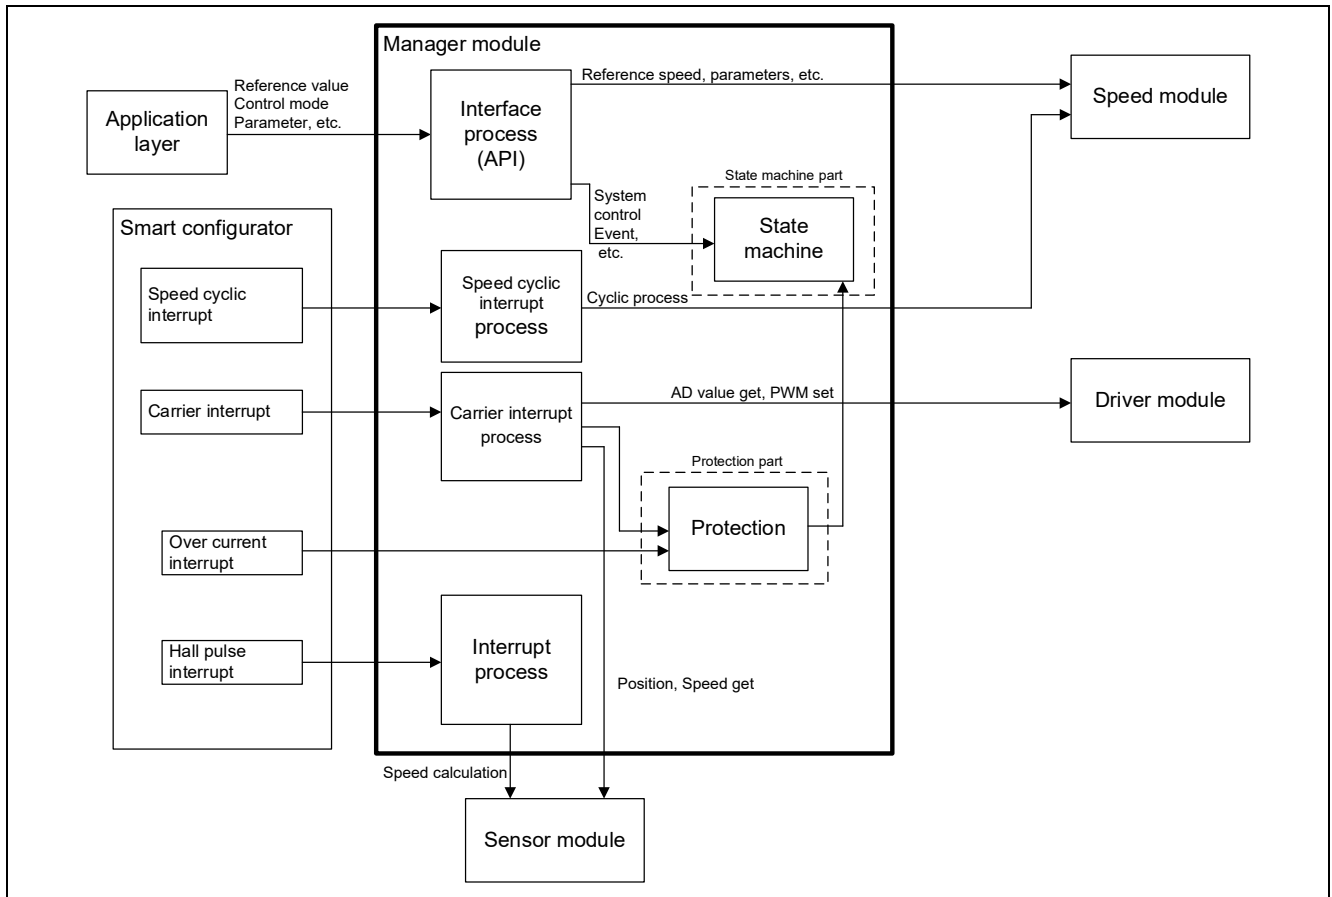 Manager module
Reference value
Control mode
Parameter, etc.
Application
layer
Interface
process
(API)
Reference speed, parameters, etc.
Speed module
State machine part
System
control
Event,
etc.
State
machine
Smart configurator
Speed cyclic
interrupt
Speed cyclic
interrupt
process
Cyclic process
Carrier interrupt
Carrier interrupt
process
AD value get, PWM set
Driver module
Protection part
Protection
Over current
interrupt
Hall pulse
interrupt
Interrupt
process
Position, Speed get
Speed calculation
Sensor module